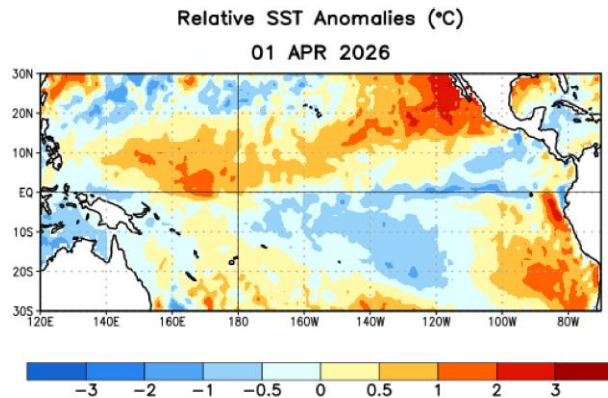 Relative SST Anomalies (°C)
01 APR 2026
30N
20N
10N
EQ
10S
20S
30S
120E 140E 160E 180 160W 140W 120W 100W 80W
-3 -2 -1 -0.5 0 0.5 1 2 3